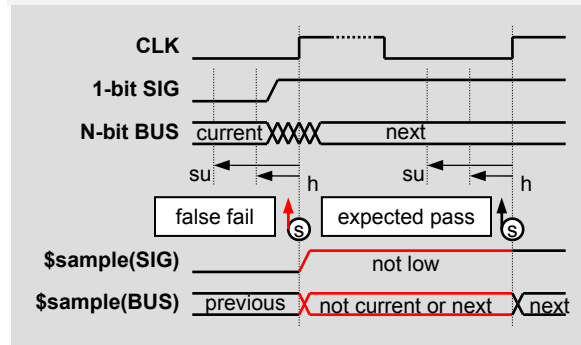 CLK
1-bit SIG
N-bit BUS current next
su h su h
false fail S expected pass S
$sample(SIG) not low
$sample(BUS) previous not current or next next